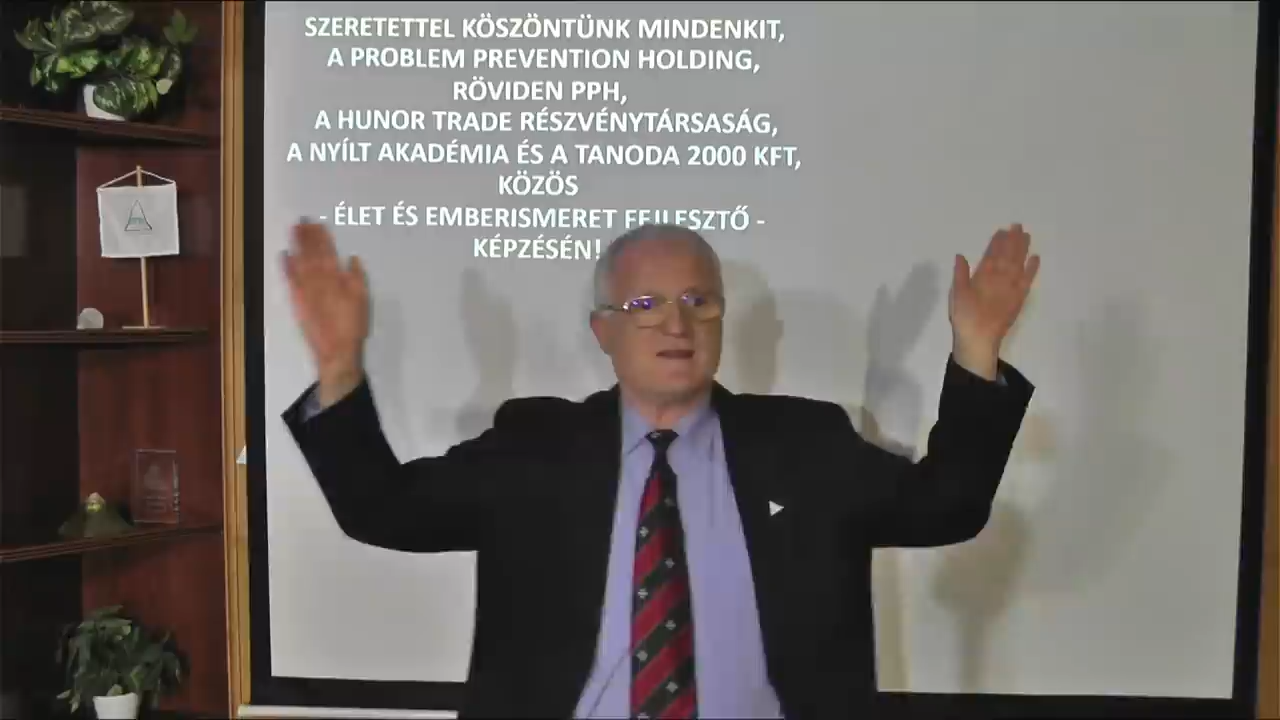 SZERETETTEL KÖSZÖNTÜNK MINDENKIT,
A PROBLEM PREVENTION HOLDING,
RÖVIDEN PPH,
A HUNOR TRADE RÉSZVÉNYTÁRSASÁG,
A NYÍLT AKADÉMIA ÉS A TANODA 2000 KFT,
KÖZÖS
- ÉLET ÉS EMBERISMERET FEJLESZTŐ -
KÉPZÉSÉN!